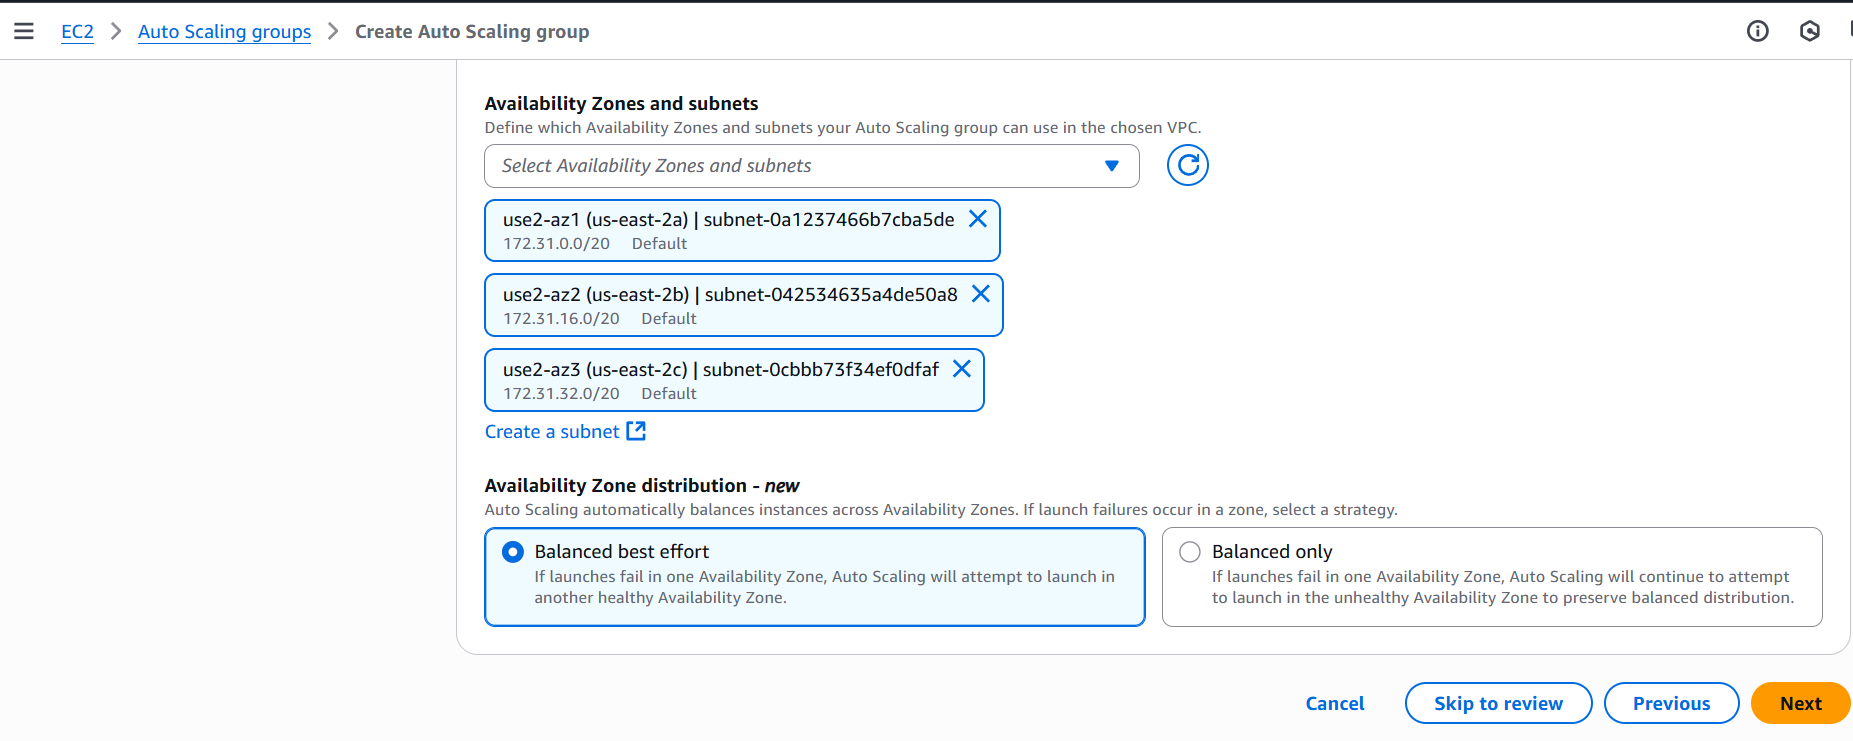 EC2 > Auto Scaling groups > Create Auto Scaling group
Availability Zones and subnets
Define which Availability Zones and subnets your Auto Scaling group can use in the chosen VPC.
Select Availability Zones and subnets
use2-az1 (us-east-2a) | subnet-0a1237466b7cba5de
172.31.0.0/20 Default
use2-az2 (us-east-2b) | subnet-042534635a4de50a8
172.31.16.0/20 Default
use2-az3 (us-east-2c) | subnet-0cbbb73f34ef0dfaf
172.31.32.0/20 Default
Create a subnet
Availability Zone distribution - new
Auto Scaling automatically balances instances across Availability Zones. If launch failures occur in a zone, select a strategy.
Balanced best effort
If launches fail in one Availability Zone, Auto Scaling will attempt to launch in
another healthy Availability Zone.
Balanced only
If launches fail in one Availability Zone, Auto Scaling will continue to attempt
to launch in the unhealthy Availability Zone to preserve balanced distribution.
Cancel
Skip to review
Previous
Next